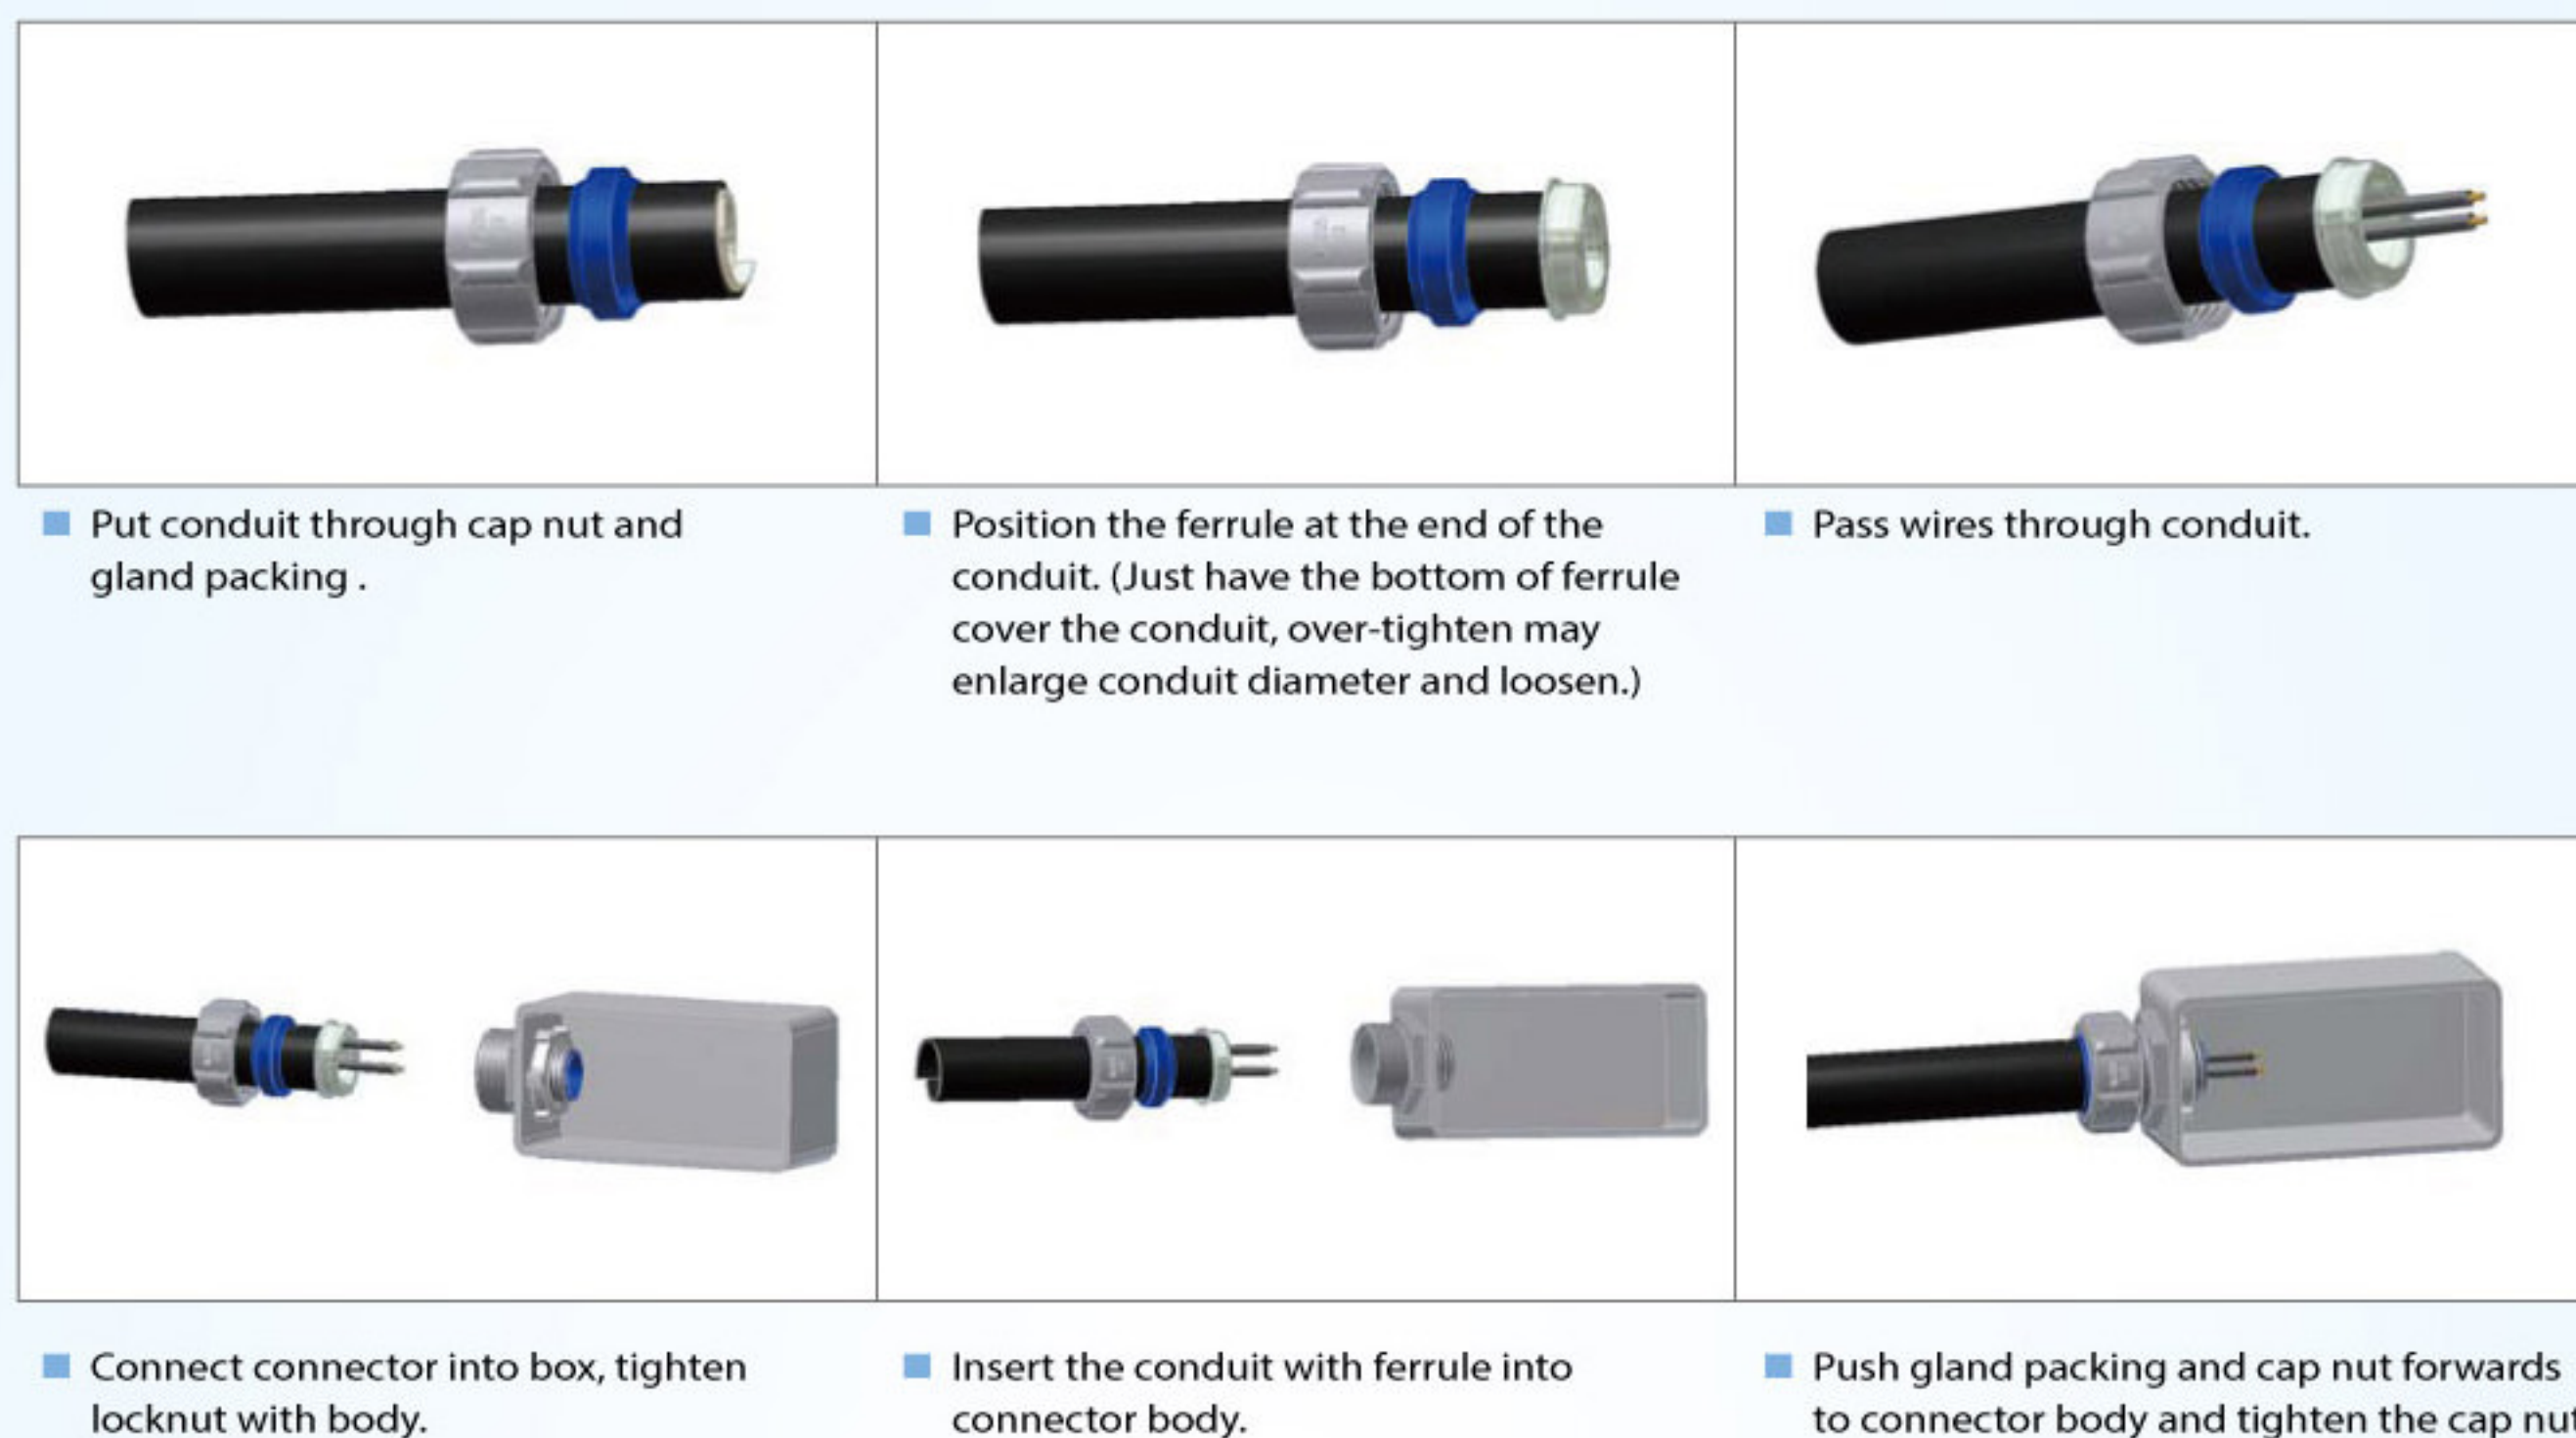 Put conduit through cap nut and
gland packing .
Position the ferrule at the end of the
conduit. (Just have the bottom of ferrule
cover the conduit, over-tighten may
enlarge conduit diameter and loosen.)
Pass wires through conduit.
Connect connector into box, tighten
locknut with body.
Insert the conduit with ferrule into
connector body.
Push gland packing and cap nut forwards
to connector body and tighten the cap nut